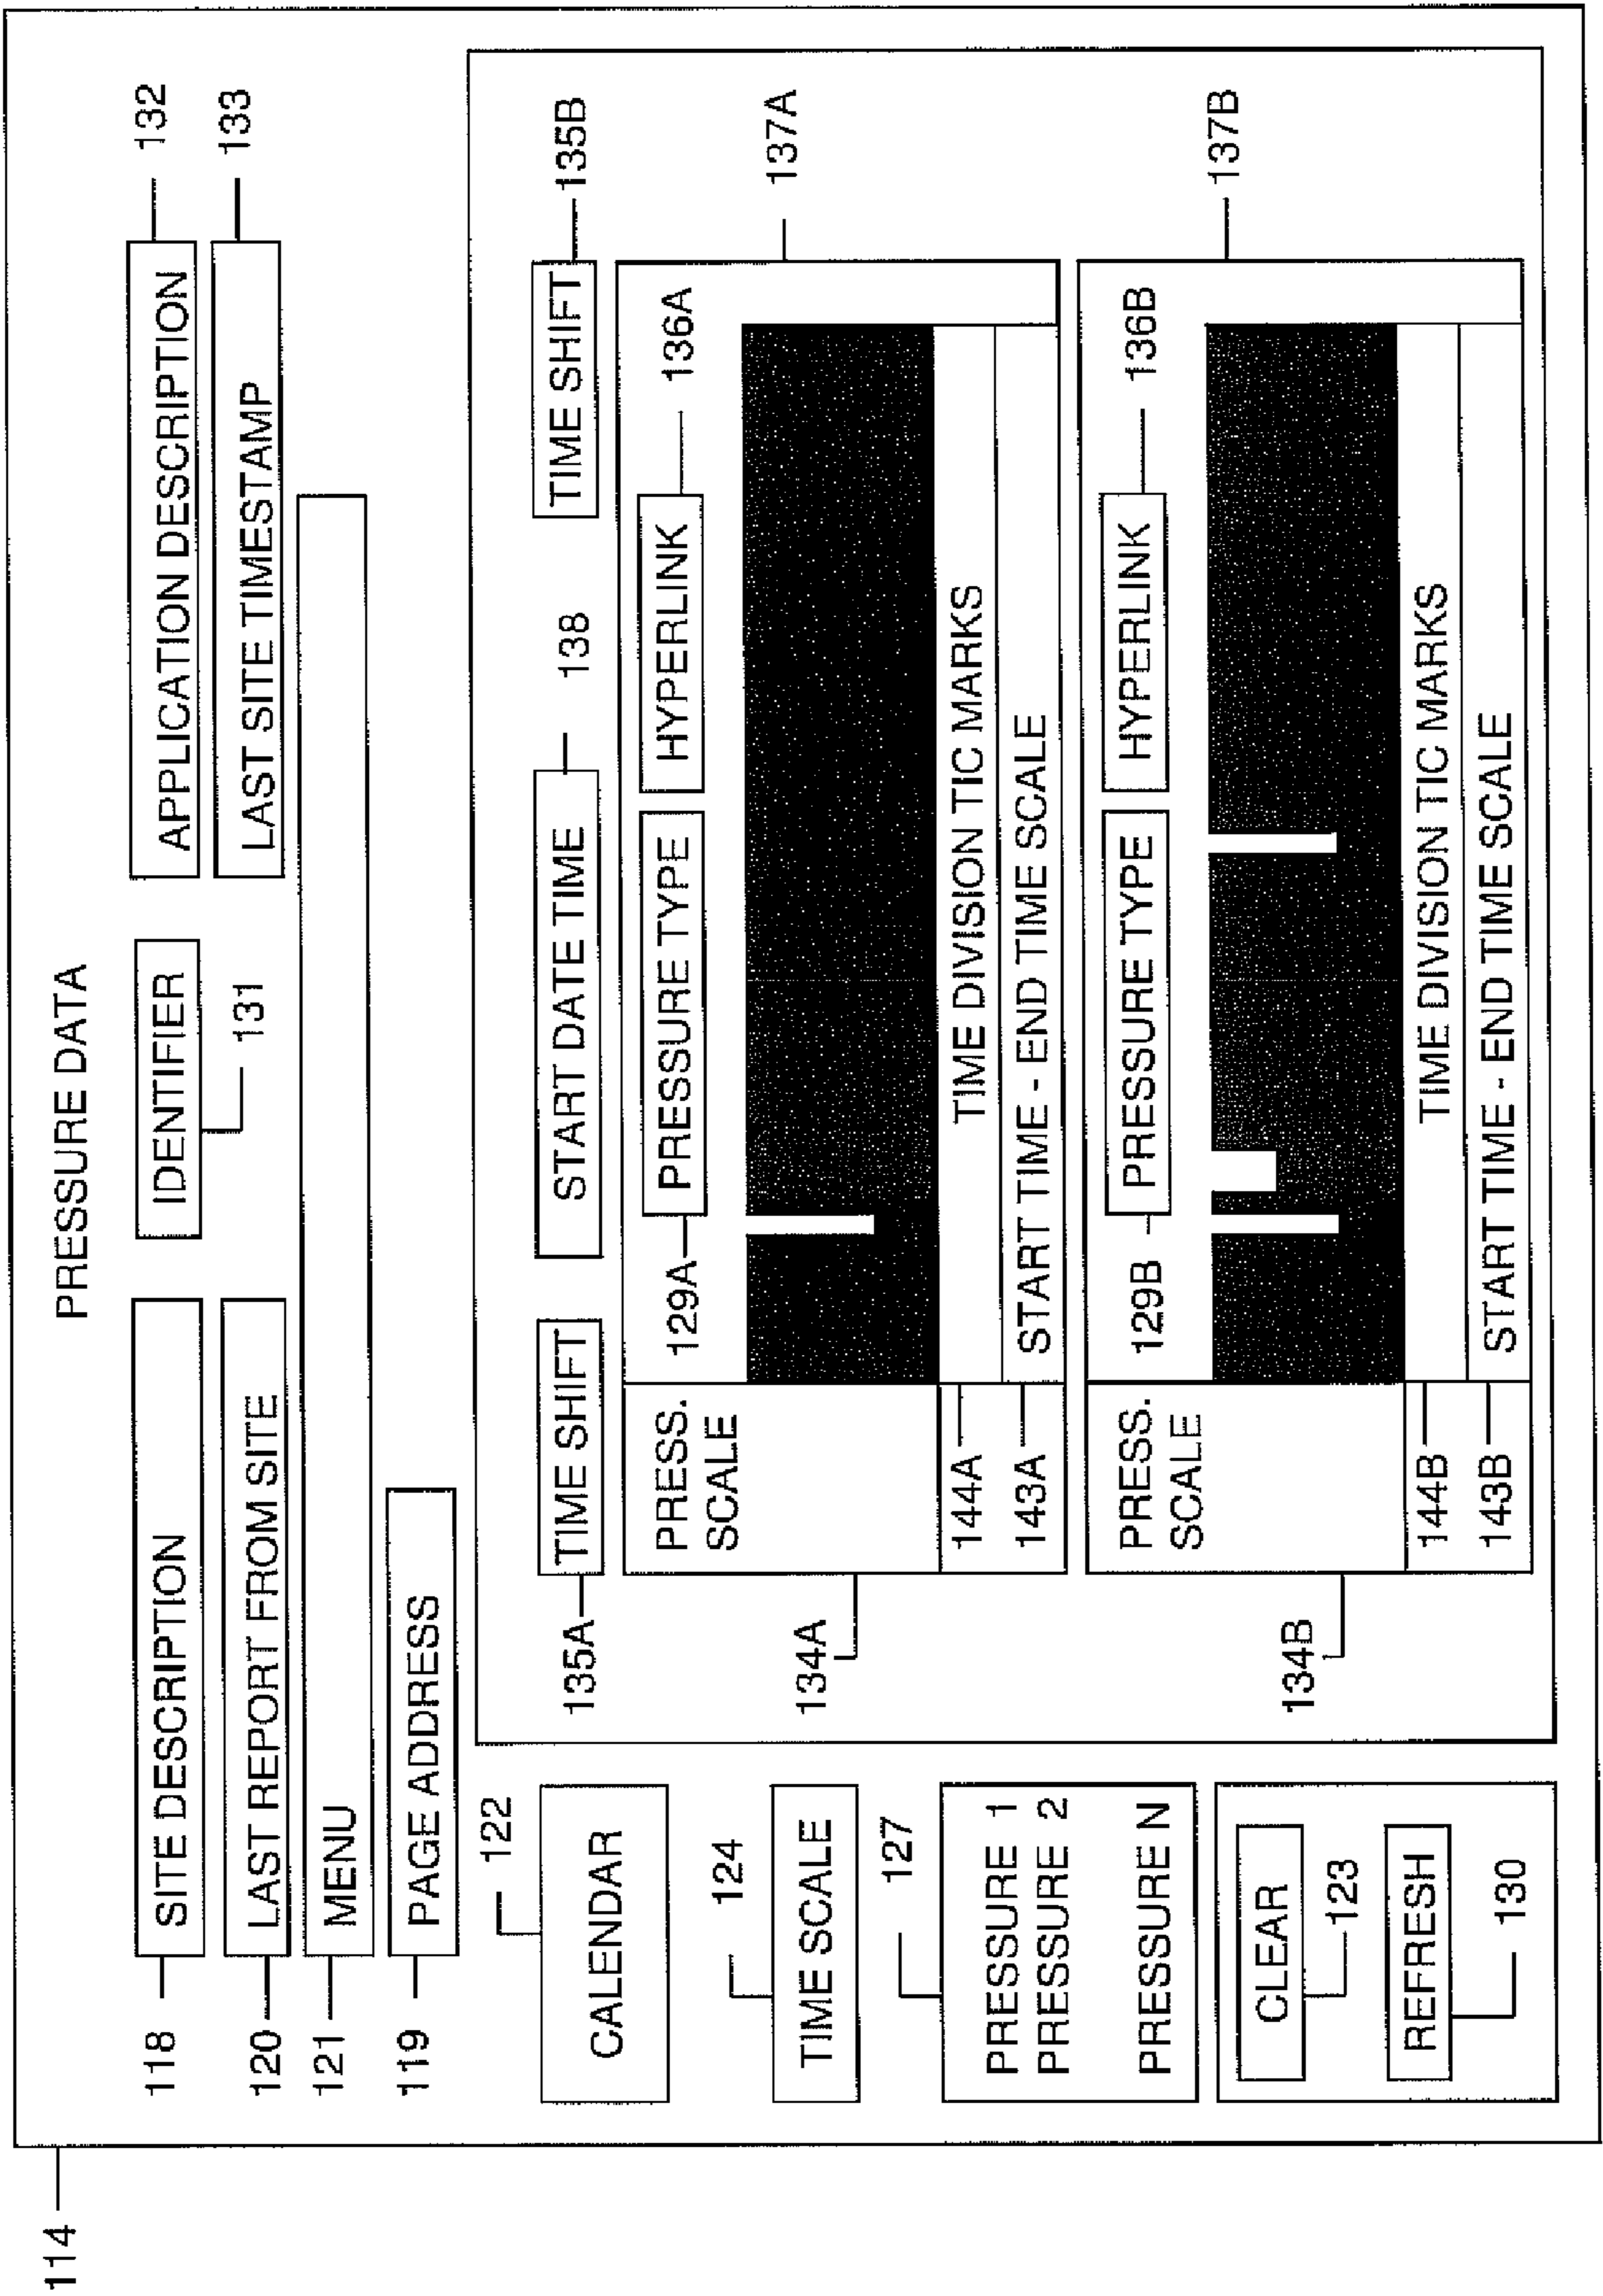 114
PRESSURE DATA
118
SITE DESCRIPTION
IDENTIFIER
131
APPLICATION DESCRIPTION
132
120
LAST REPORT FROM SITE
LAST SITE TIMESTAMP
133
121
MENU
119
PAGE ADDRESS
122
CALENDAR
124
TIME SCALE
127
PRESSURE 1
PRESSURE 2
PRESSURE N
CLEAR
123
REFRESH
130
135A
TIME SHIFT
START DATE TIME
138
TIME SHIFT
135B
PRESS.
SCALE
129A
PRESSURE TYPE
HYPERLINK
136A
137A
134A
144A
TIME DIVISION TIC MARKS
143A
START TIME - END TIME SCALE
PRESS.
SCALE
129B
PRESSURE TYPE
HYPERLINK
136B
137B
134B
144B
TIME DIVISION TIC MARKS
143B
START TIME - END TIME SCALE